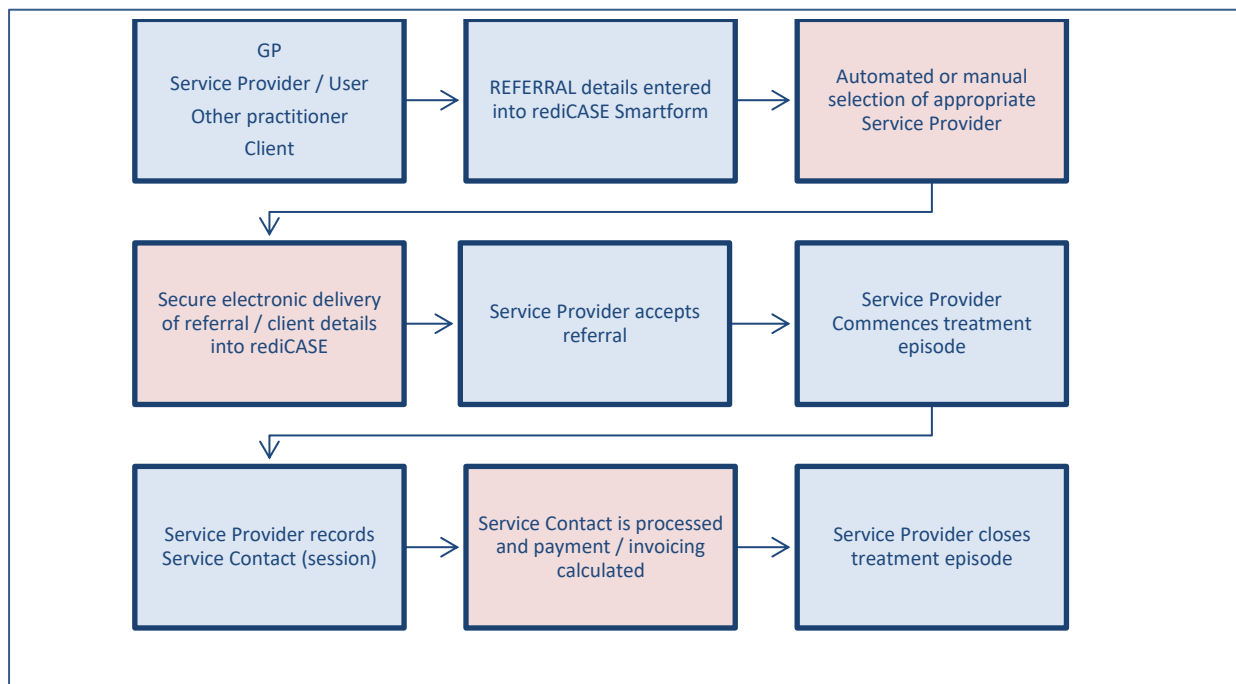 GP
Service Provider / User
Other practitioner
Client
REFERRAL details entered
into rediCASE Smartform
Automated or manual
selection of appropriate
Service Provider
Secure electronic delivery
of referral / client details
into rediCASE
Service Provider accepts
referral
Service Provider
Commences treatment
episode
Service Provider records
Service Contact (session)
Service Contact is processed
and payment / invoicing
calculated
Service Provider closes
treatment episode